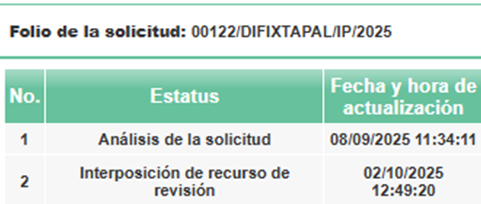 Folio de la solicitud: 00122/DIFIXTAPAL/IP/2025
No. Estatus Fecha y hora de
actualización
1 Análisis de la solicitud 08/09/2025 11:34:11
2 Interposición de recurso de
revisión 02/10/2025
12:49:20